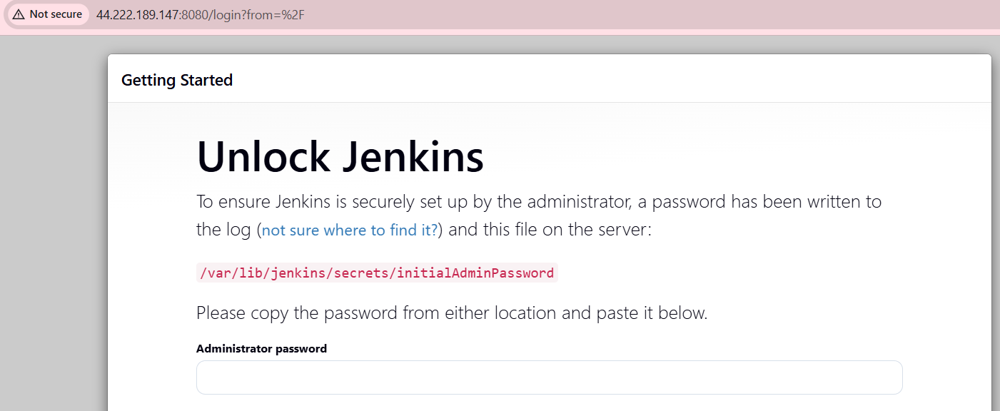 Not secure 44.222.189.147:8080/login?from=%2F
Getting Started
Unlock Jenkins
To ensure Jenkins is securely set up by the administrator, a password has been written to
the log (not sure where to find it?) and this file on the server:
/var/lib/jenkins/secrets/initialAdminPassword
Please copy the password from either location and paste it below.
Administrator password